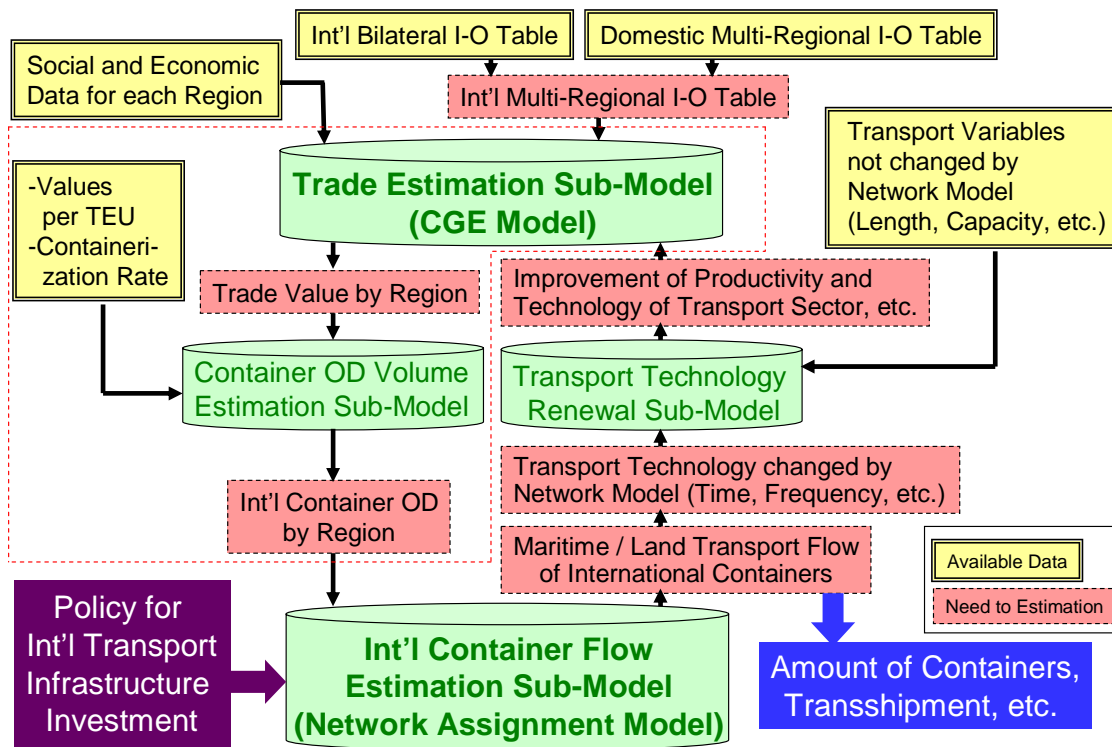 Int'l Bilateral I-O Table
Domestic Multi-Regional I-O Table
Social and Economic
Data for each Region
Int'l Multi-Regional I-O Table
Transport Variables
not changed by
Network Model
(Length, Capacity, etc.)
-Values
per TEU
-Containeri-
zation Rate
Trade Estimation Sub-Model
(CGE Model)
Trade Value by Region
Improvement of Productivity and
Technology of Transport Sector, etc.
Container OD Volume
Estimation Sub-Model
Transport Technology
Renewal Sub-Model
Int'l Container OD
by Region
Transport Technology changed by
Network Model (Time, Frequency, etc.)
Maritime / Land Transport Flow
of International Containers
Available Data
Need to Estimation
Policy for
Int'l Transport
Infrastructure
Investment
Int'l Container Flow
Estimation Sub-Model
(Network Assignment Model)
Amount of Containers,
Transshipment, etc.